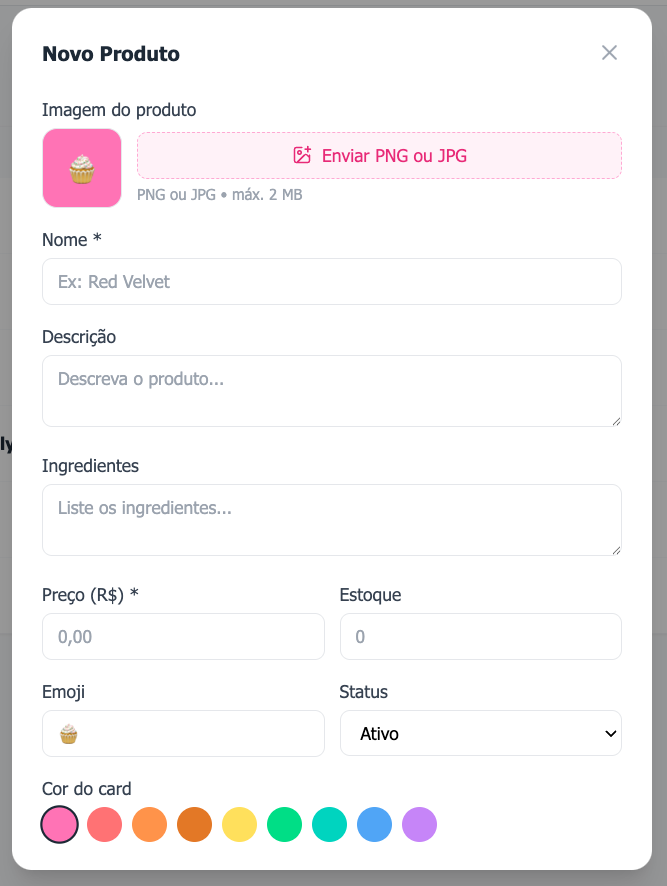 Novo Produto
Imagem do produto
Enviar PNG ou JPG
PNG ou JPG • máx. 2 MB
Nome *
Ex: Red Velvet
Descrição
Descreva o produto...
Ingredientes
Liste os ingredientes...
Preço (R$) *
Estoque
0,00
0
Emoji
Status
Ativo
Cor do card
ly